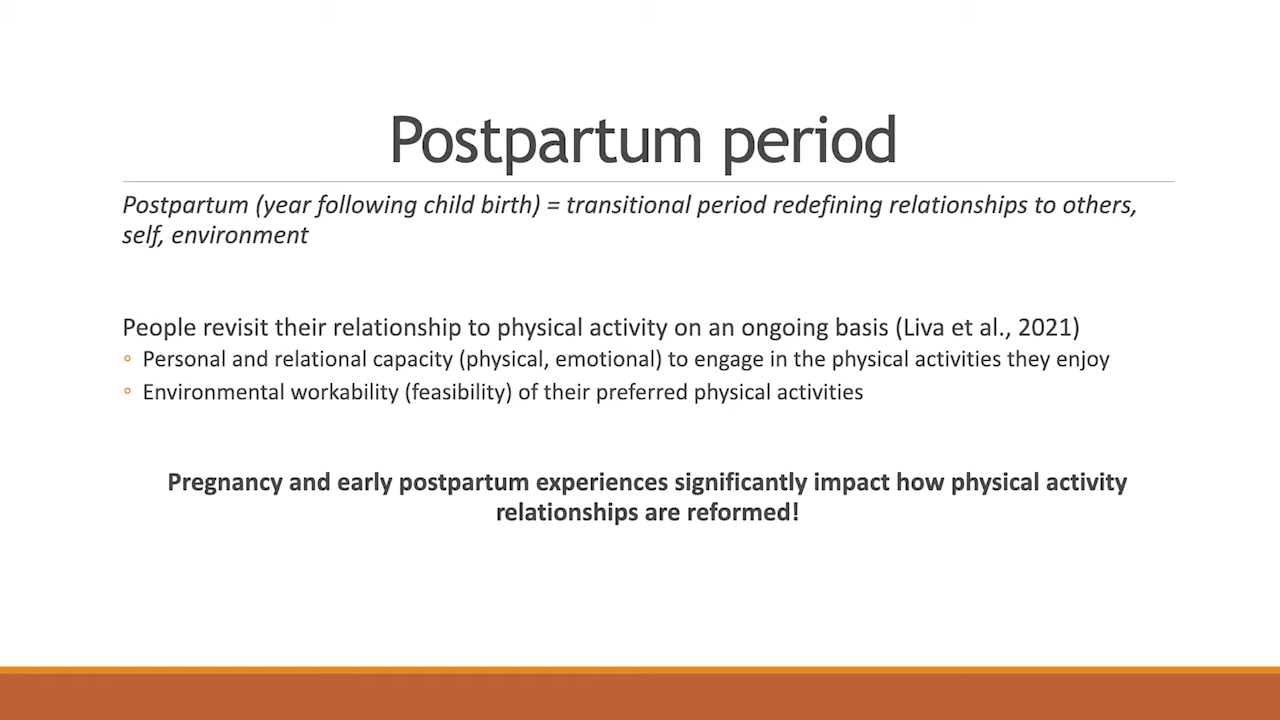 Postpartum period
Postpartum (year following child birth) = transitional period redefining relationships to others,
self, environment
People revisit their relationship to physical activity on an ongoing basis (Liva et al., 2021)
◦ Personal and relational capacity (physical, emotional) to engage in the physical activities they enjoy
◦ Environmental workability (feasibility) of their preferred physical activities
Pregnancy and early postpartum experiences significantly impact how physical activity
relationships are reformed!